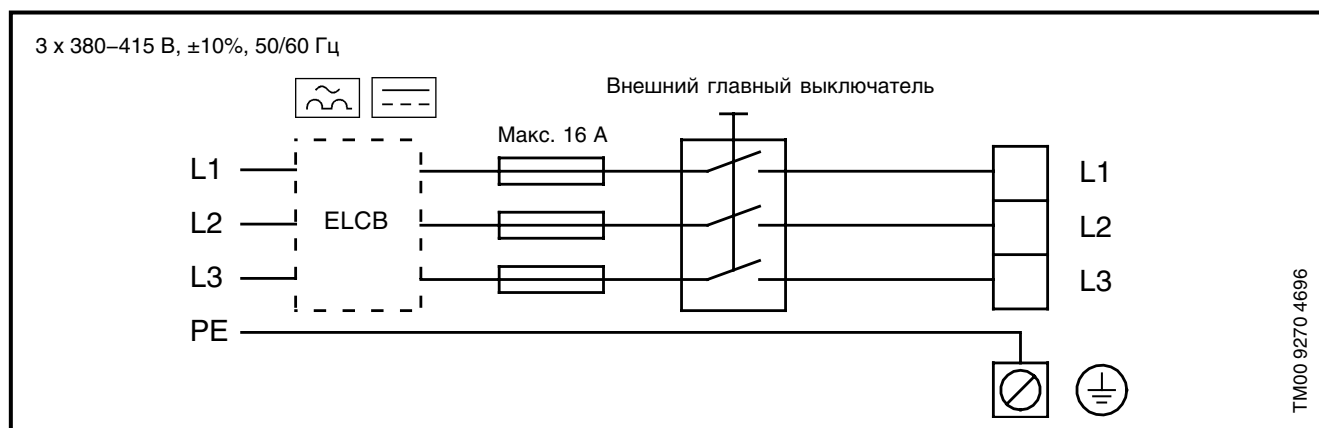 3 x 380–415 В, ±10%, 50/60 Гц
Внешний главный выключатель
Макс. 16 А
L1
L1
L2
ELCB
L2
L3
L3
PE
TM00 9270 4696